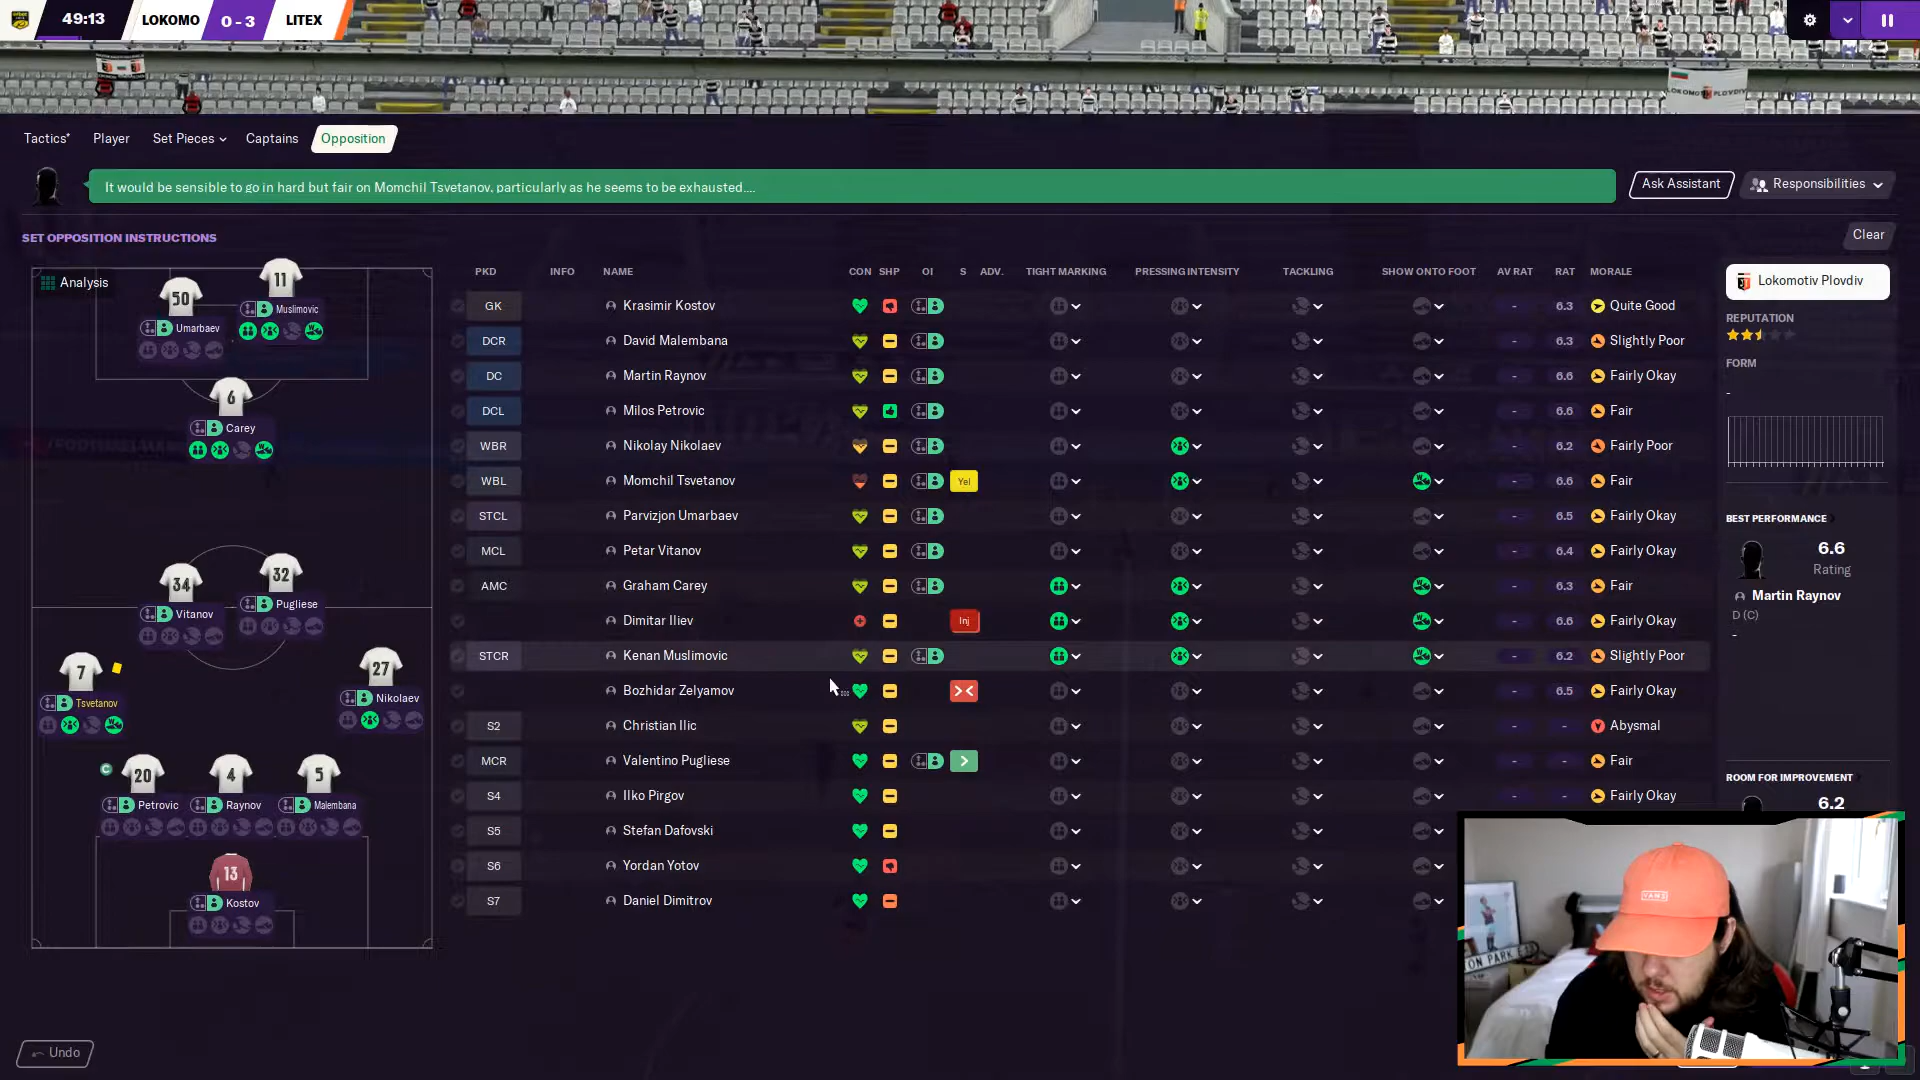 49:13 LOKOMO 0 - 3 LITEX
LOKOMOTIV PLOVDIV
Tactics* Player Set Pieces Captains Opposition
It would be sensible to go in hard but fair on Momchil Tsvetanov, particularly as he seems to be exhausted....
Ask Assistant Responsibilities
SET OPPOSITION INSTRUCTIONS
Clear
Analysis
50 11
Umarbaev Muslimovic
6
Carey
34 32
Vitanov Pugliese
7 27
Tsvetanov Nikolaev
C 20 4 5
Petrovic Raynov Malembana
13
Kostov
PKD INFO NAME CON SHP OI S ADV. TIGHT MARKING PRESSING INTENSITY TACKLING SHOW ONTO FOOT AV RAT RAT MORALE
GK Krasimir Kostov - 6.3 Quite Good
DCR David Malembana - 6.3 Slightly Poor
DC Martin Raynov - 6.6 Fairly Okay
DCL Milos Petrovic - 6.6 Fair
WBR Nikolay Nikolaev - 6.2 Fairly Poor
WBL Momchil Tsvetanov Yel - 6.6 Fair
STCL Parvizjon Umarbaev - 6.5 Fairly Okay
MCL Petar Vitanov - 6.4 Fairly Okay
AMC Graham Carey - 6.3 Fair
Dimitar Iliev Inj - 6.6 Fairly Okay
STCR Kenan Muslimovic - 6.2 Slightly Poor
Bozhidar Zelyamov - 6.5 Fairly Okay
S2 Christian Ilic - - Abysmal
MCR Valentino Pugliese - - Fair
S4 Ilko Pirgov - - Fairly Okay
S5 Stefan Dafovski
S6 Yordan Yotov
S7 Daniel Dimitrov
Lokomotiv Plovdiv
REPUTATION
FORM
-
BEST PERFORMANCE
6.6
Rating
Martin Raynov
D (C)
-
ROOM FOR IMPROVEMENT
6.2
VANS
TON PARK
Undo